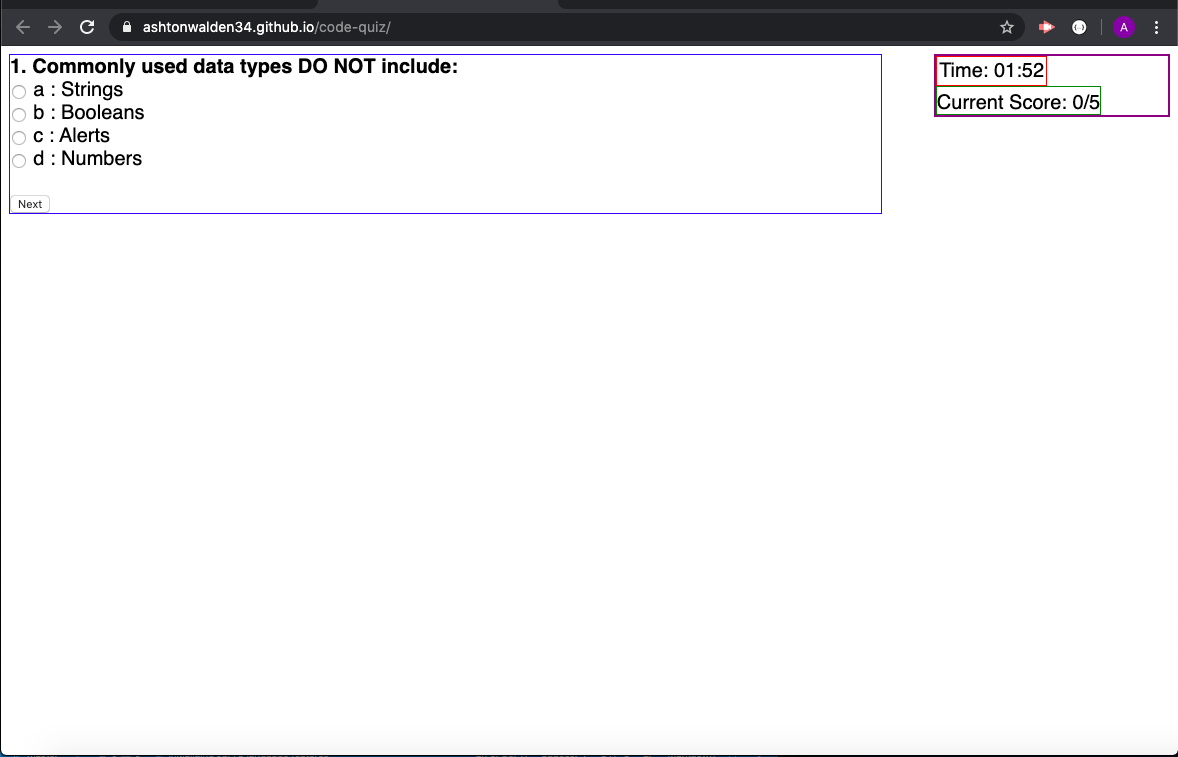 ashtonwalden34.github.io/code-quiz/
A
1. Commonly used data types DO NOT include:
a : Strings
b : Booleans
c : Alerts
d : Numbers
Next
Time: 01:52
Current Score: 0/5